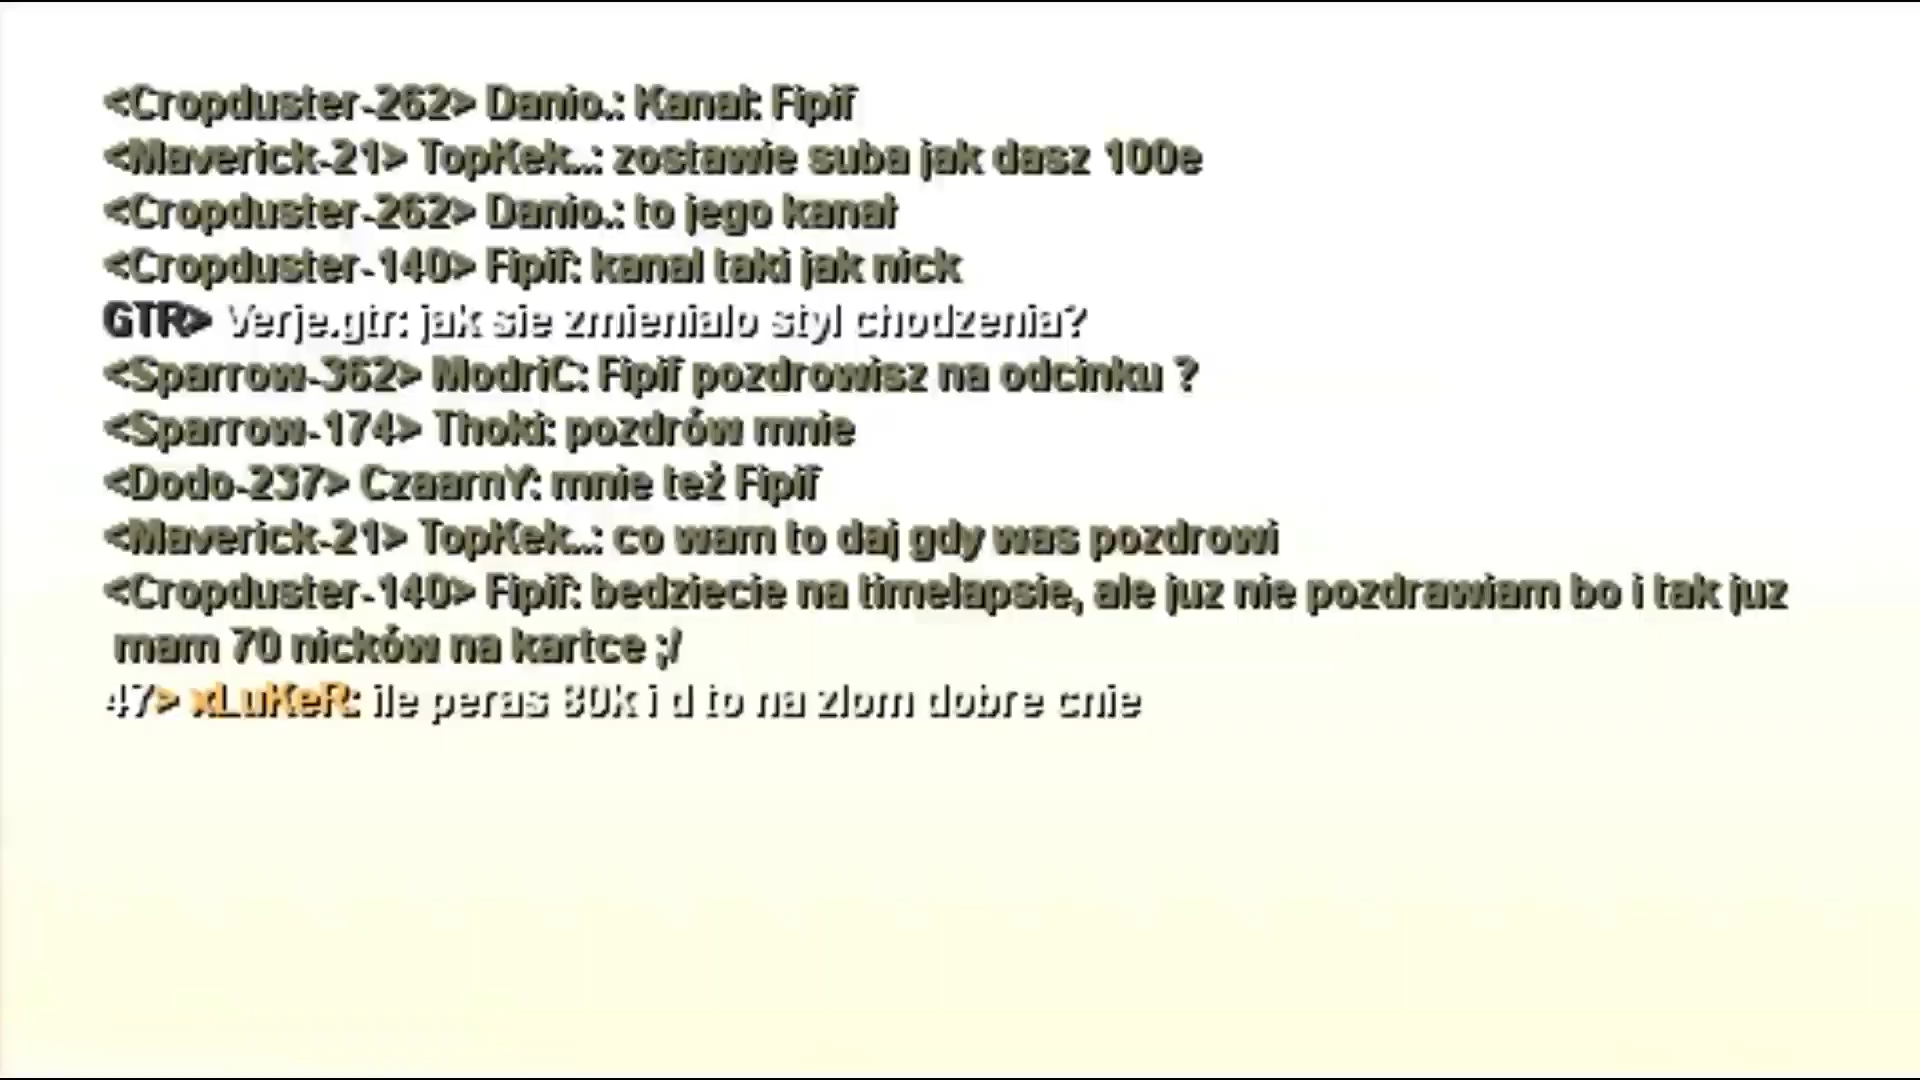 <Cropduster-262> Danio.: Kanał: Fipif
<Maverick-21> TopKek..: zostawie suba jak dasz 100e
<Cropduster-262> Danio.: to jego kanał
<Cropduster-140> Fipif: kanal taki jak nick
GTR> Verje.gtr: jak sie zmienialo styl chodzenia?
<Sparrow-362> ModriC: Fipif pozdrowisz na odcinku ?
<Sparrow-174> Thoki: pozdrów mnie
<Dodo-237> CzaarnY: mnie też Fipif
<Maverick-21> TopKek..: co wam to daj gdy was pozdrowi
<Cropduster-140> Fipif: bedziecie na timelapsie, ale juz nie pozdrawiam bo i tak juz
mam 70 nicków na kartce ;/
47> xLuKeR: ile peras 80k i d to na zlom dobre cnie